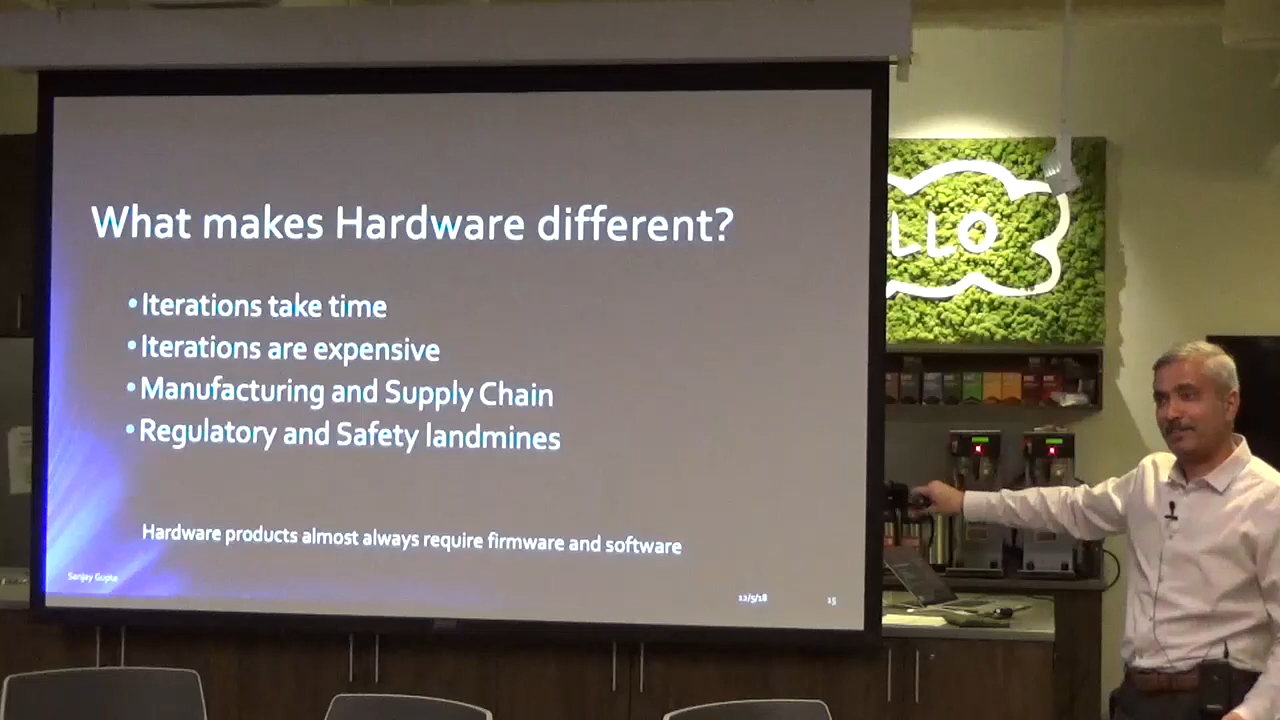 What makes Hardware different?
• Iterations take time
• Iterations are expensive
• Manufacturing and Supply Chain
• Regulatory and Safety landmines
Hardware products almost always require firmware and software
Sanjay Gupta
12/5/18
15
LLO